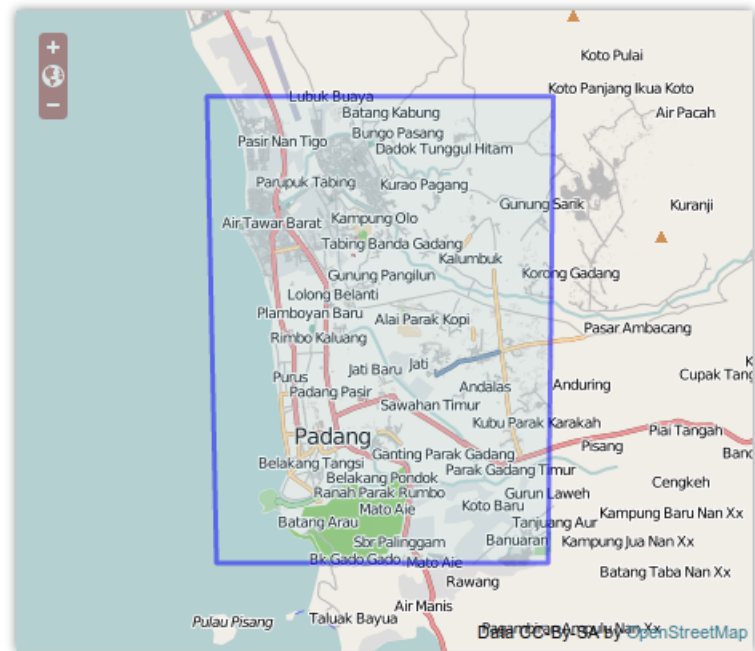 +
−
Koto Pulai
Koto Panjang Ikua Koto
Lubuk Buaya
Batang Kabung
Air Pacah
Bungo Pasang
Pasir Nan Tigo
Dadok Tunggul Hitam
Parupuk Tabing
Kurao Pagang
Gunung Sarik
Kuranji
Air Tawar Barat
Kampung Olo
Tabing Banda Gadang
Kalumbuk
Gunung Pangilun
Korong Gadang
Lolong Belanti
Plamboyan Baru
Alai Parak Kopi
Pasar Ambacang
Rimbo Kaluang
Jati Baru
Jati
Purus
Andalas
Anduring
Cupak Tang
Padang Pasir
Sawahan Timur
Kubu Parak Karakah
Piai Tangah
Padang
Pisang
Ganting Parak Gadang
Belakang Tangsi
Parak Gadang Timur
Belakang Pondok
Cengkeh
Ranah Parak Rumbo
Gurun Laweh
Mato Aie
Koto Baru
Kampung Baru Nan Xx
Batang Arau
Tanjuang Aur
Sbr Palinggam
Banuaran
Kampung Jua Nan Xx
Bk Gado Gado
Mato Aie
Batang Taba Nan Xx
Rawang
Air Manis
Pulau Pisang
Taluak Bayua
Data CC-By-SA by OpenStreetMap